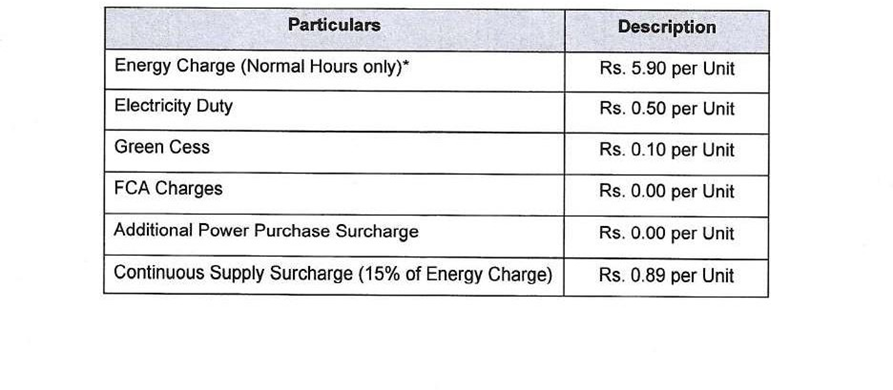 Particulars Description
Energy Charge (Normal Hours only)* Rs. 5.90 per Unit
Electricity Duty Rs. 0.50 per Unit
Green Cess Rs. 0.10 per Unit
FCA Charges Rs. 0.00 per Unit
Additional Power Purchase Surcharge Rs. 0.00 per Unit
Continuous Supply Surcharge (15% of Energy Charge) Rs. 0.89 per Unit